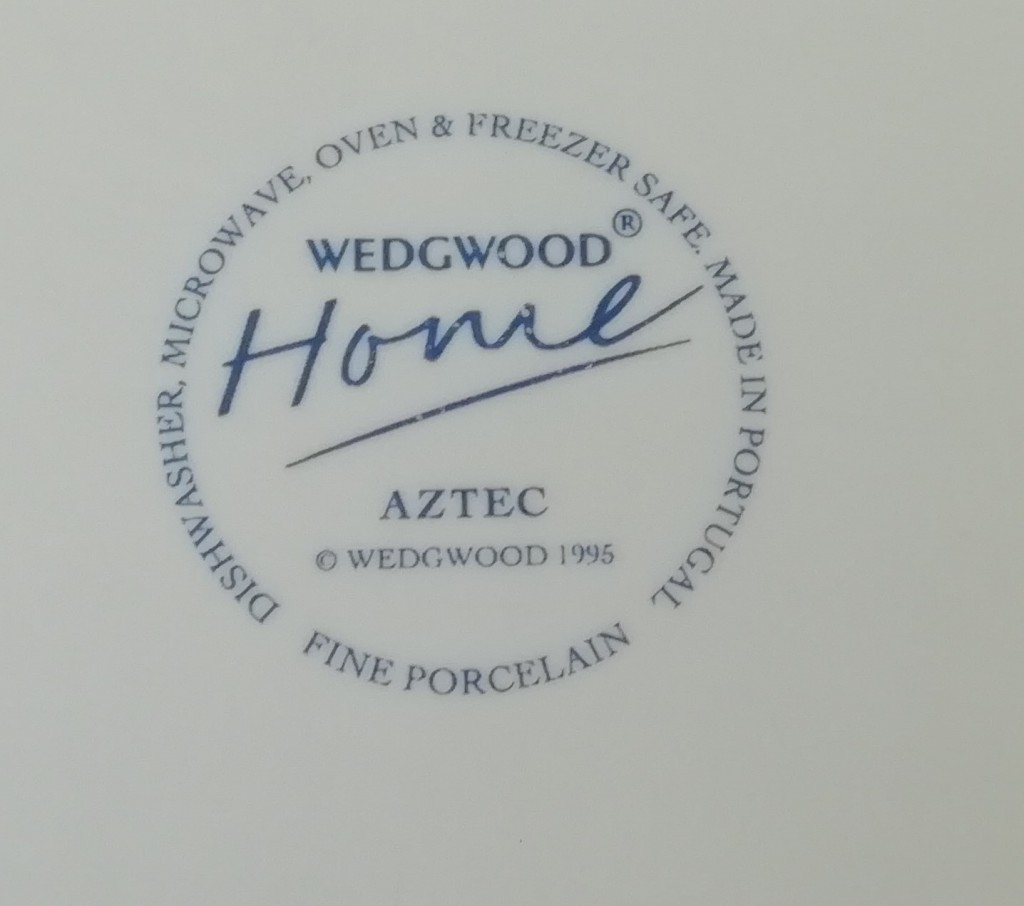 DISHWASHER, MICROWAVE, OVEN & FREEZER SAFE. MADE IN PORTUGAL
WEDGWOOD®
Home
AZTEC
© WEDGWOOD 1995
FINE PORCELAIN